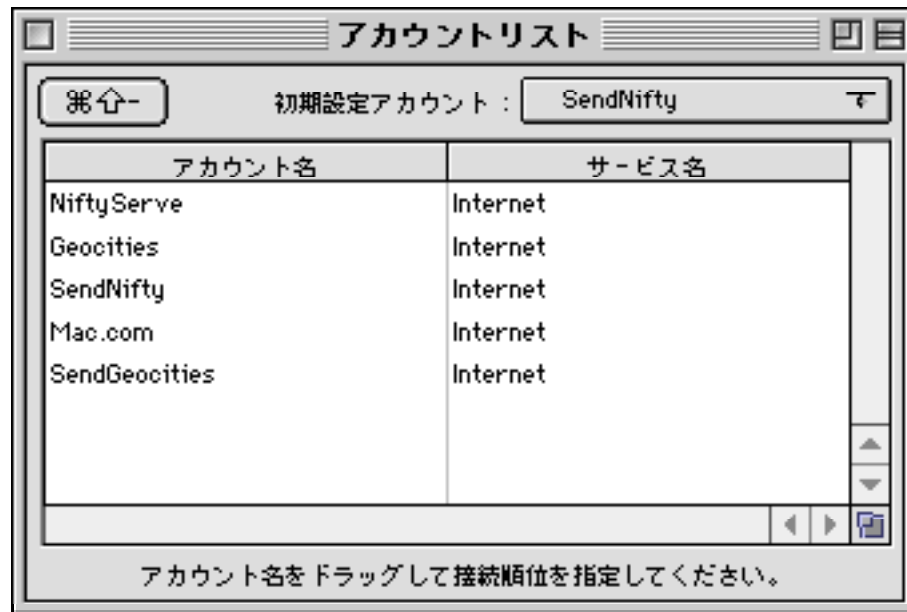 アカウントリスト
⌘⇧- 初期設定アカウント: SendNifty
アカウント名 サービス名
NiftyServe Internet
Geocities Internet
SendNifty Internet
Mac.com Internet
SendGeocities Internet
アカウント名をドラッグして接続順位を指定してください。